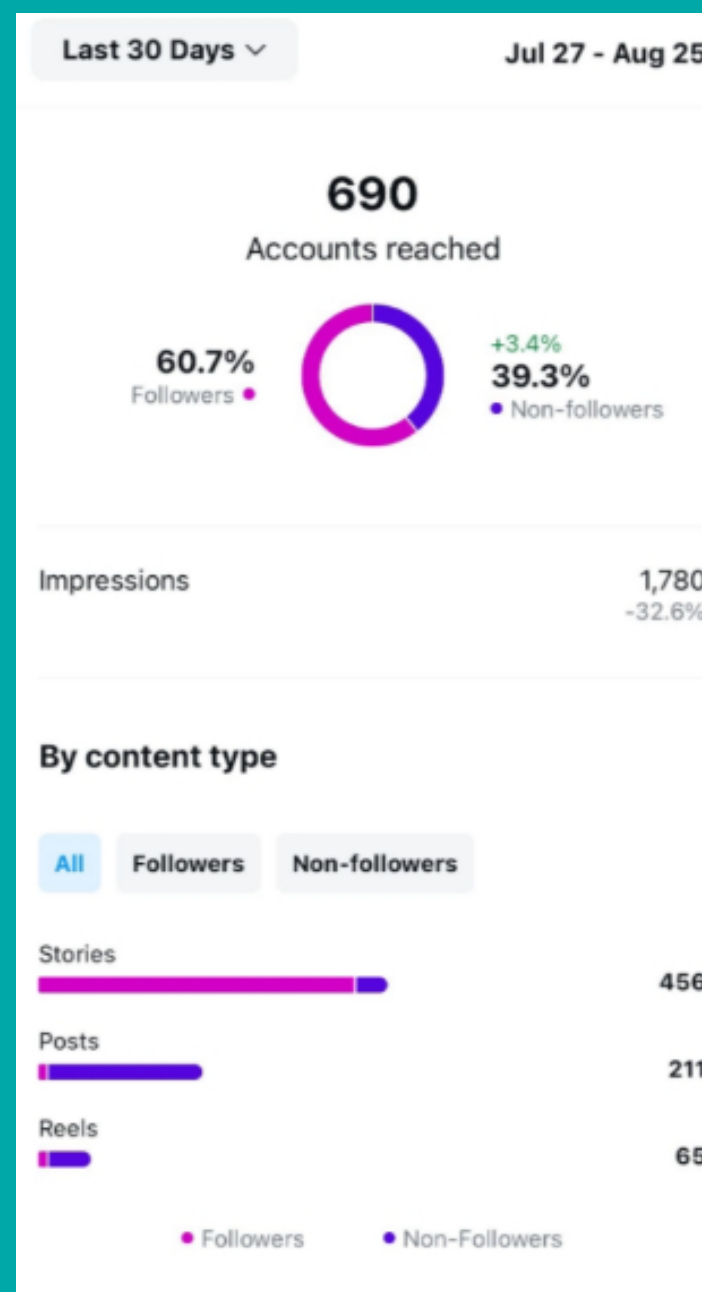 Last 30 Days
Jul 27 - Aug 25
690
Accounts reached
60.7%
Followers
+3.4%
39.3%
Non-followers
Impressions
1,780
-32.6%
By content type
All
Followers
Non-followers
Stories
456
Posts
211
Reels
65
Followers
Non-Followers